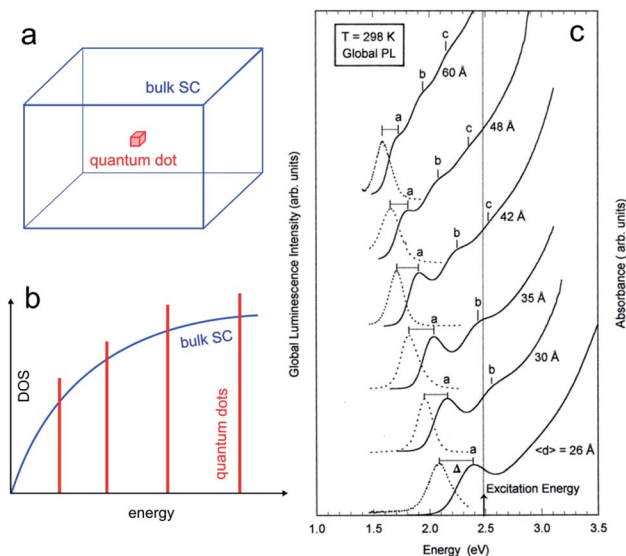 a
bulk SC
quantum dot
b
DOS
bulk SC
quantum dots
energy
c
T = 298 K
Global PL
Global Luminescence Intensity (arb. units)
Absorbance ( arb. units)
c
b
a
60 Å
c
b
a
48 Å
c
b
a
42 Å
b
a
35 Å
b
a
30 Å
a
Δ
<d> = 26 Å
Excitation Energy
1.0 1.5 2.0 2.5 3.0 3.5
Energy (eV)